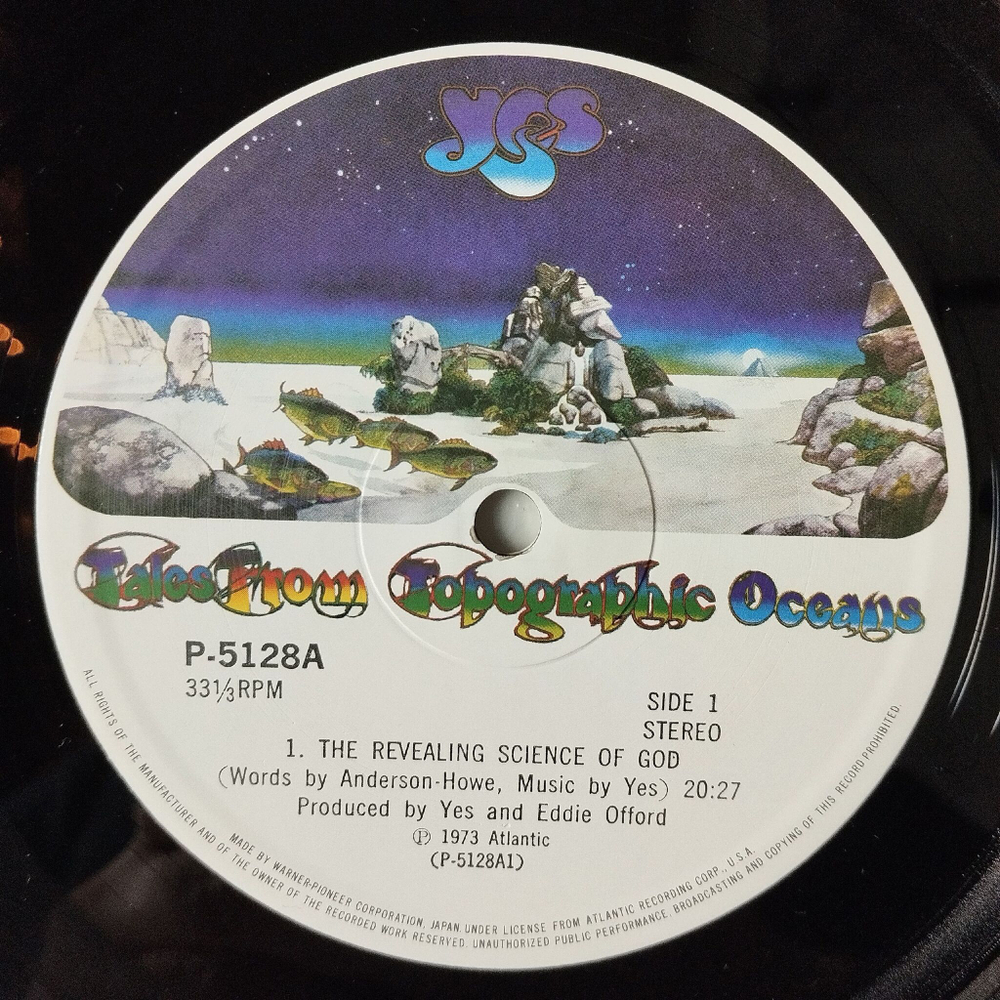 yes
Tales From Topographic Oceans
P-5128A
33⅓RPM
SIDE 1
STEREO
1. THE REVEALING SCIENCE OF GOD
(Words by Anderson-Howe, Music by Yes) 20:27
Produced by Yes and Eddie Offord
Ⓟ 1973 Atlantic
(P-5128A1)
MADE BY WARNER-PIONEER CORPORATION, JAPAN UNDER LICENSE FROM ATLANTIC RECORDING CORP., U.S.A.
ALL RIGHTS OF THE MANUFACTURER AND OF THE OWNER OF THE RECORDED WORK RESERVED. UNAUTHORIZED PUBLIC PERFORMANCE, BROADCASTING AND COPYING OF THIS RECORD PROHIBITED